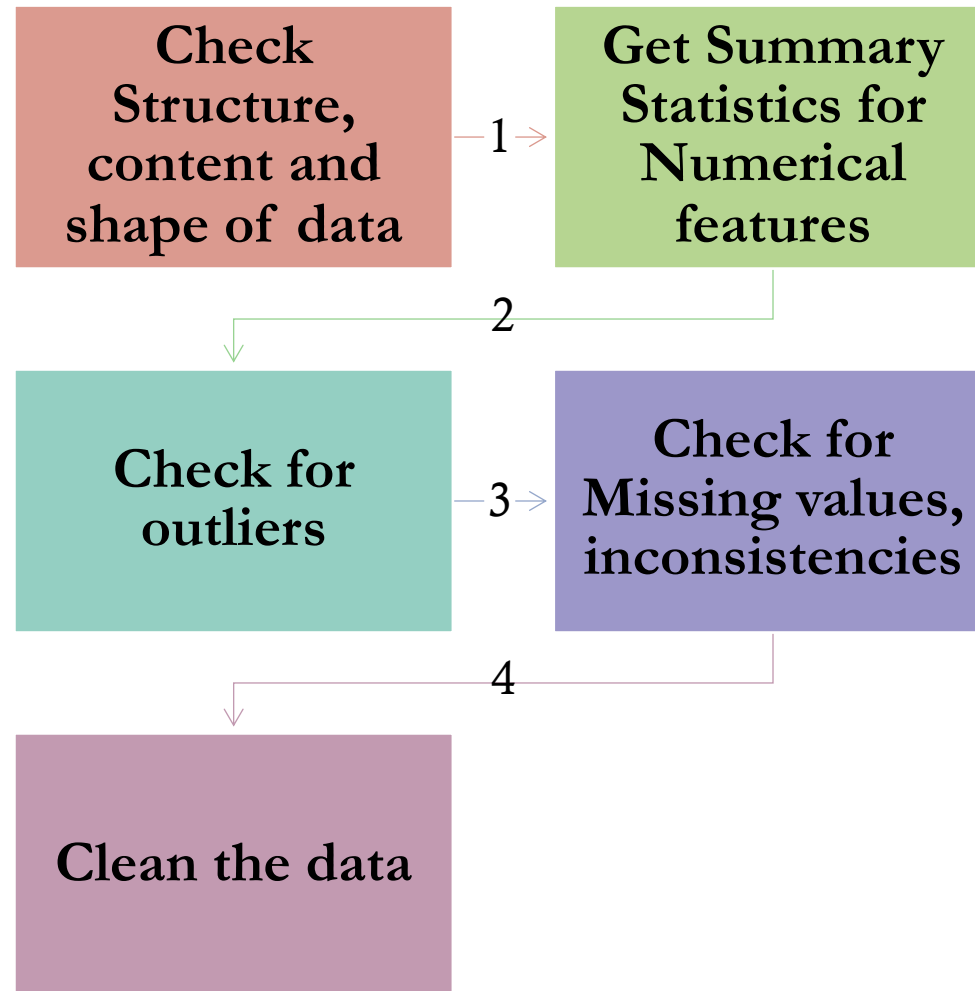 Check
Structure,
content and
shape of data
1
Get Summary
Statistics for
Numerical
features
2
Check for
outliers
3
Check for
Missing values,
inconsistencies
4
Clean the data